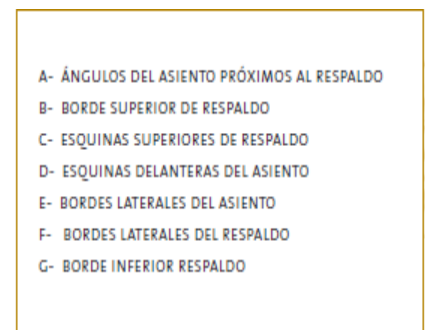 A- ÁNGULOS DEL ASIENTO PRÓXIMOS AL RESPALDO
B- BORDE SUPERIOR DE RESPALDO
C- ESQUINAS SUPERIORES DE RESPALDO
D- ESQUINAS DELANTERAS DEL ASIENTO
E- BORDES LATERALES DEL ASIENTO
F- BORDES LATERALES DEL RESPALDO
G- BORDE INFERIOR RESPALDO